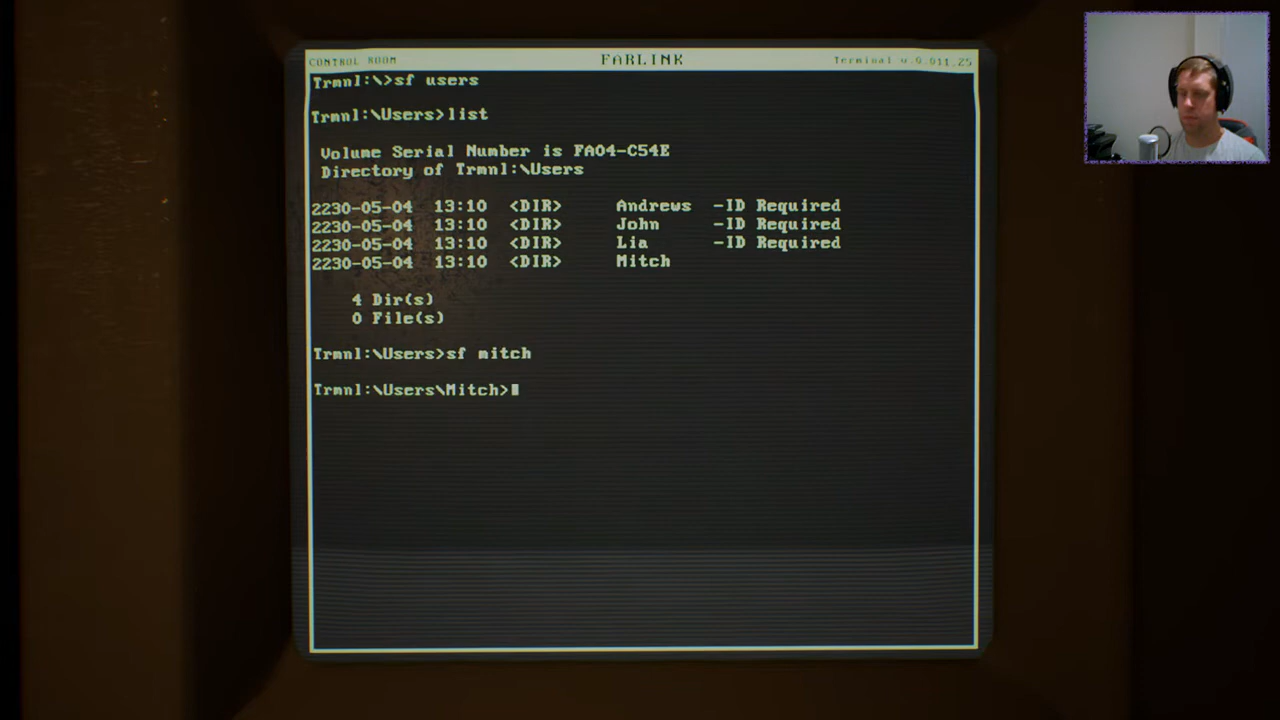 CONTROL ROOM FARLINK Terminal v.0.011.25
Trmnl:\>sf users
Trmnl:\Users>list
Volume Serial Number is FA04-C54E
Directory of Trmnl:\Users
2230-05-04 13:10 <DIR> Andrews -ID Required
2230-05-04 13:10 <DIR> John -ID Required
2230-05-04 13:10 <DIR> Lia -ID Required
2230-05-04 13:10 <DIR> Mitch
4 Dir(s)
0 File(s)
Trmnl:\Users>sf mitch
Trmnl:\Users\Mitch>